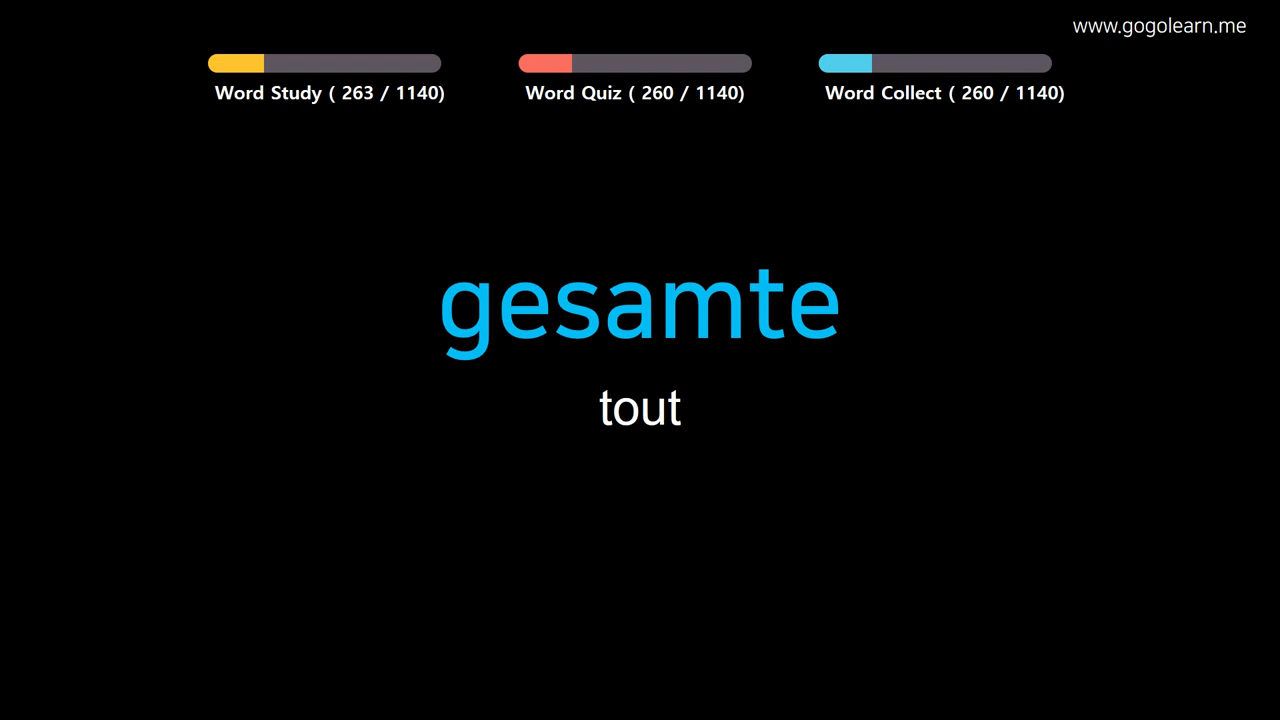 www.gogolearn.me
Word Study ( 263 / 1140)
Word Quiz ( 260 / 1140)
Word Collect ( 260 / 1140)
gesamte
tout